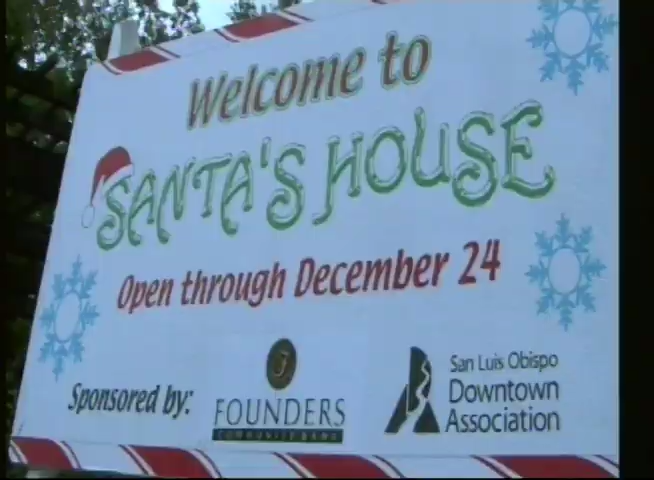 Welcome to
SANTA'S HOUSE
Open through December 24
Sponsored by:
FOUNDERS
COMMUNITY BANK
San Luis Obispo
Downtown
Association